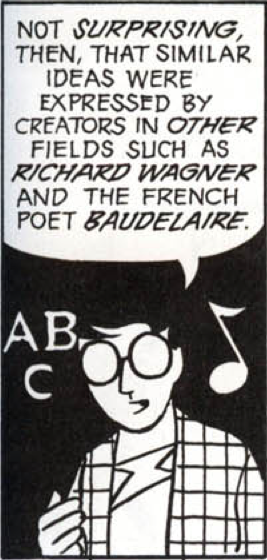 NOT SURPRISING,
THEN, THAT SIMILAR
IDEAS WERE
EXPRESSED BY
CREATORS IN OTHER
FIELDS SUCH AS
RICHARD WAGNER
AND THE FRENCH
POET BAUDELAIRE.
AB
C